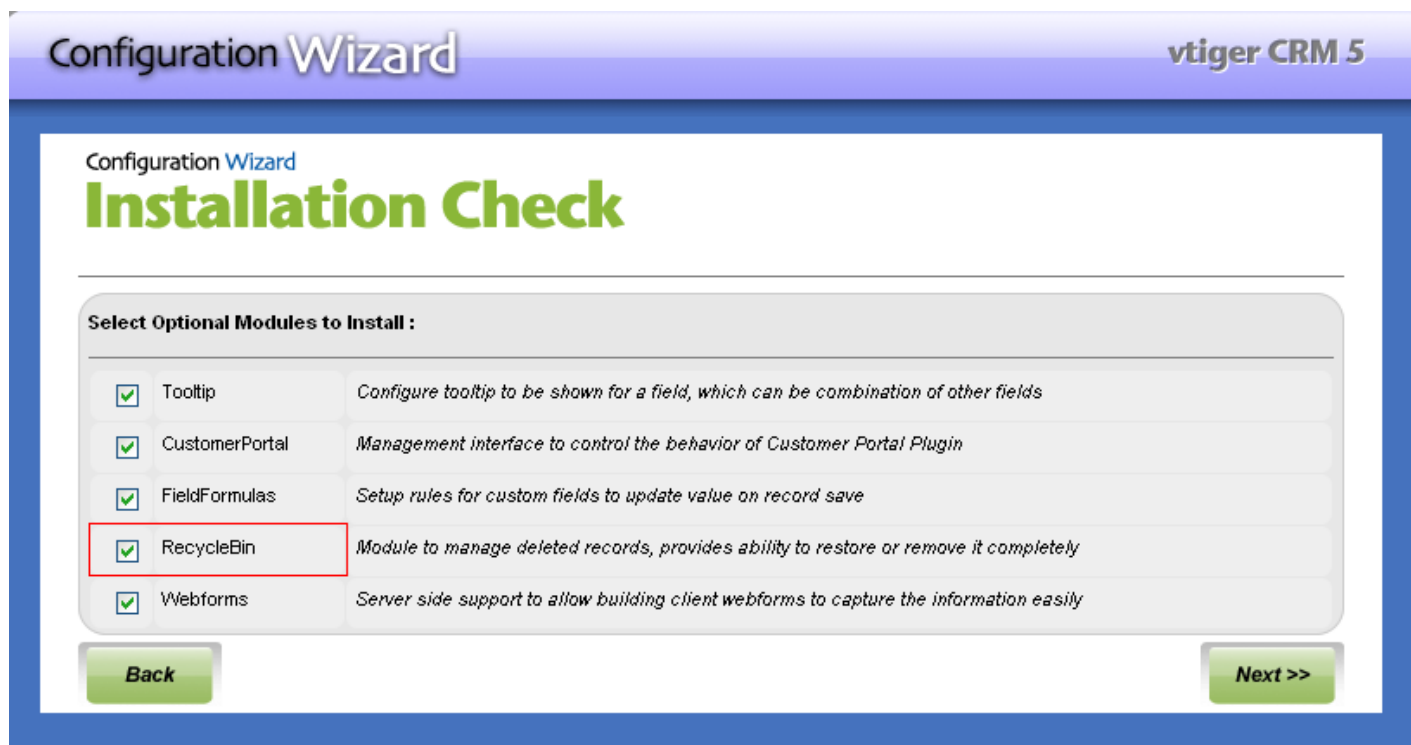 Configuration Wizard
vtiger CRM 5
Configuration Wizard
Installation Check
Select Optional Modules to Install :
Tooltip Configure tooltip to be shown for a field, which can be combination of other fields
CustomerPortal Management interface to control the behavior of Customer Portal Plugin
FieldFormulas Setup rules for custom fields to update value on record save
RecycleBin Module to manage deleted records, provides ability to restore or remove it completely
Webforms Server side support to allow building client webforms to capture the information easily
Back
Next >>